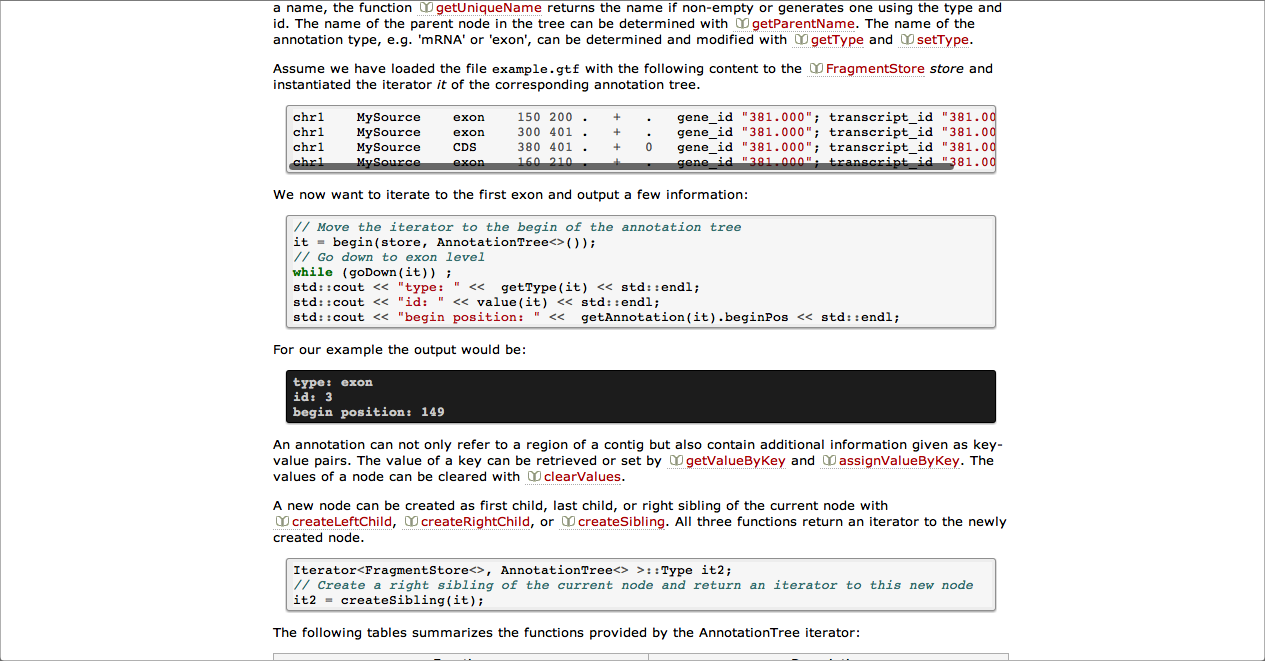 a name, the function getUniqueName returns the name if non-empty or generates one using the type and
id. The name of the parent node in the tree can be determined with getParentName. The name of the
annotation type, e.g. 'mRNA' or 'exon', can be determined and modified with getType and setType.
Assume we have loaded the file example.gtf with the following content to the FragmentStore store and
instantiated the iterator it of the corresponding annotation tree.
chr1    MySource    exon    150 200 .   +   .   gene_id "381.000"; transcript_id "381.00
chr1    MySource    exon    300 401 .   +   .   gene_id "381.000"; transcript_id "381.00
chr1    MySource    CDS     380 401 .   +   0   gene_id "381.000"; transcript_id "381.00
chr1    MySource    exon    160 210 .   +   .   gene_id "381.000"; transcript_id "381.00
We now want to iterate to the first exon and output a few information:
// Move the iterator to the begin of the annotation tree
it = begin(store, AnnotationTree<>());
// Go down to exon level
while (goDown(it)) ;
std::cout << "type: " <<  getType(it) << std::endl;
std::cout << "id: " << value(it) << std::endl;
std::cout << "begin position: " <<  getAnnotation(it).beginPos << std::endl;
For our example the output would be:
type: exon
id: 3
begin position: 149
An annotation can not only refer to a region of a contig but also contain additional information given as key-
value pairs. The value of a key can be retrieved or set by getValueByKey and assignValueByKey. The
values of a node can be cleared with clearValues.
A new node can be created as first child, last child, or right sibling of the current node with
createLeftChild, createRightChild, or createSibling. All three functions return an iterator to the newly
created node.
Iterator<FragmentStore<>, AnnotationTree<> >::Type it2;
// Create a right sibling of the current node and return an iterator to this new node
it2 = createSibling(it);
The following tables summarizes the functions provided by the AnnotationTree iterator: